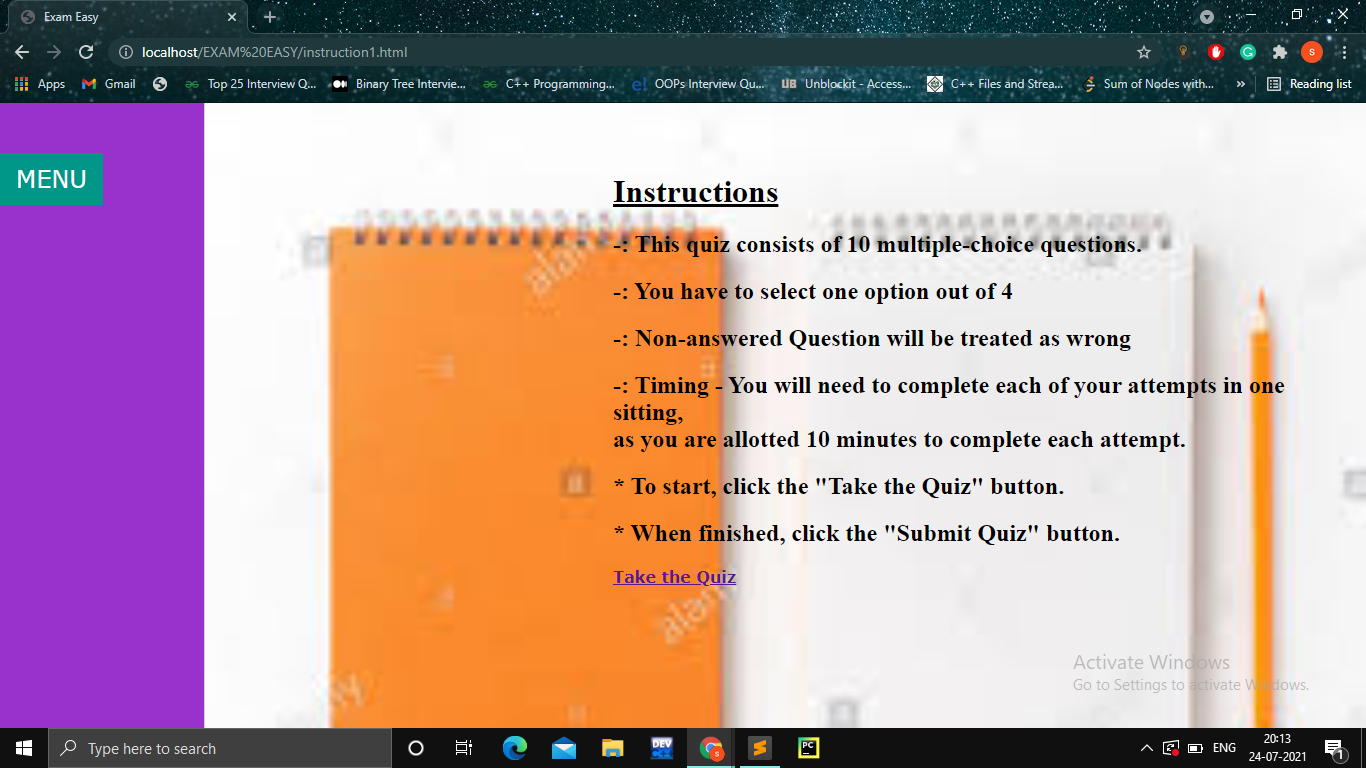 Exam Easy
localhost/EXAM%20EASY/instruction1.html
Apps Gmail Top 25 Interview Q... Binary Tree Intervie... C++ Programming... OOPs Interview Qu... UB Unblockit - Access... C++ Files and Strea... Sum of Nodes with... » Reading list
MENU
Instructions
-: This quiz consists of 10 multiple-choice questions.
-: You have to select one option out of 4
-: Non-answered Question will be treated as wrong
-: Timing - You will need to complete each of your attempts in one
sitting,
as you are allotted 10 minutes to complete each attempt.
* To start, click the "Take the Quiz" button.
* When finished, click the "Submit Quiz" button.
Take the Quiz
Activate Windows
Go to Settings to activate Windows.
Type here to search
DEV
PC
ENG
20:13
24-07-2021
1